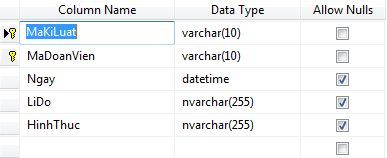 Column Name Data Type Allow Nulls
MaKiLuat varchar(10)
MaDoanVien varchar(10)
Ngay datetime
LiDo nvarchar(255)
HinhThuc nvarchar(255)